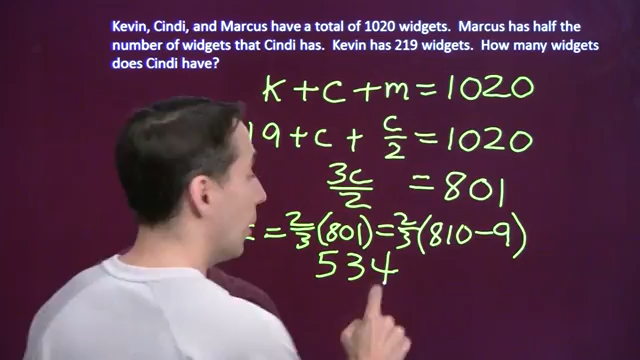 Kevin, Cindi, and Marcus have a total of 1020 widgets. Marcus has half the
number of widgets that Cindi has. Kevin has 219 widgets. How many widgets
does Cindi have?
K + C + m = 1020
19 + C + C/2 = 1020
3C/2 = 801
= 2/3 (801) = 2/3 (810 - 9)
534